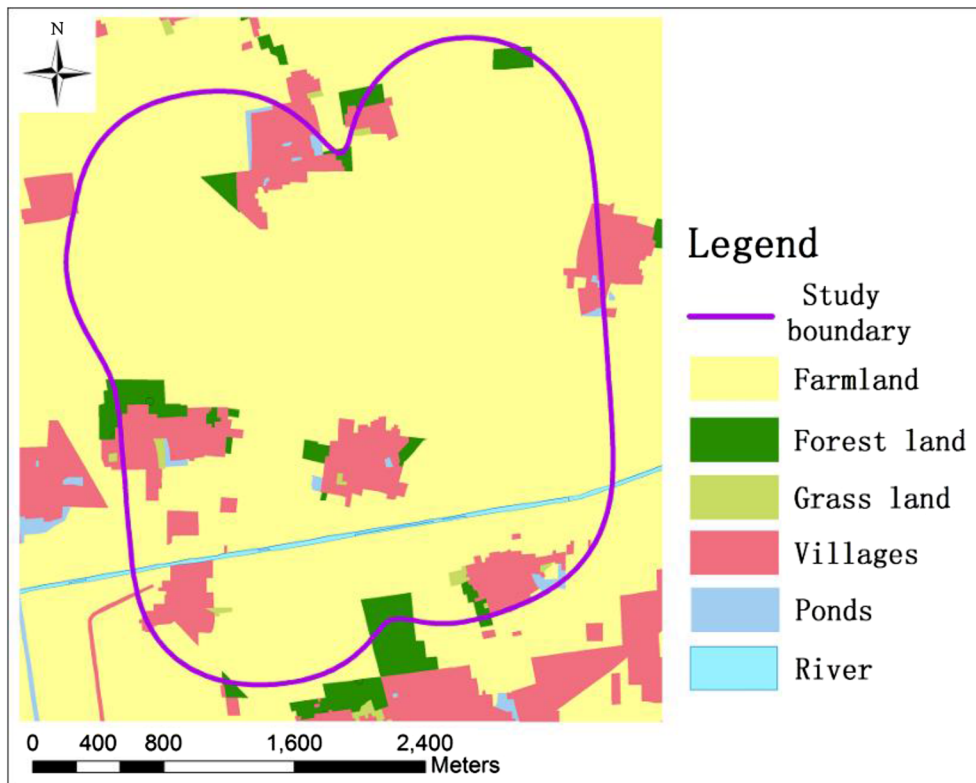 N
Legend
Study
boundary
Farmland
Forest land
Grass land
Villages
Ponds
River
0 400 800 1,600 2,400
Meters